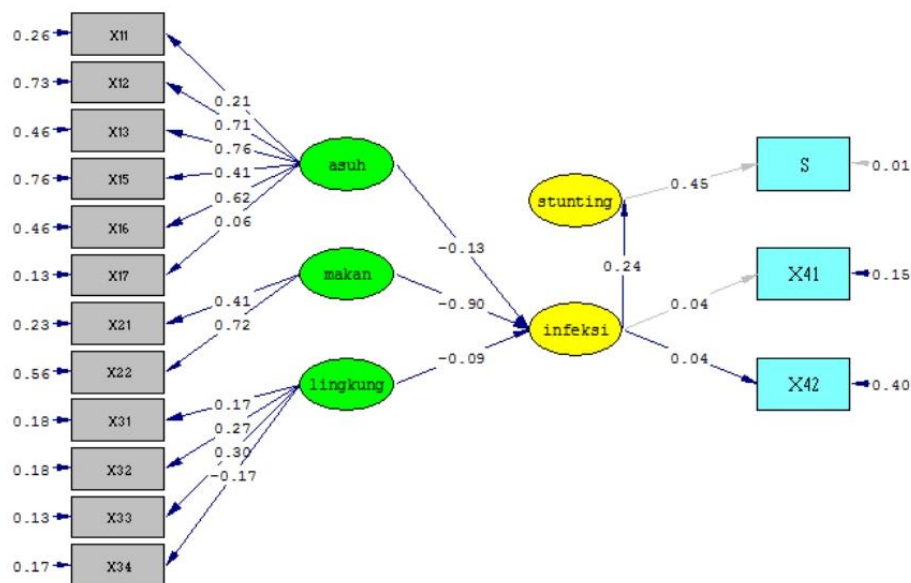 0.26 X11
0.73 X12
0.46 X13
0.76 X15
0.46 X16
0.13 X17
0.23 X21
0.56 X22
0.18 X31
0.18 X32
0.13 X33
0.17 X34
0.21
0.71
0.76
0.41
0.62
0.06
0.41
0.72
0.17
0.27
0.30
-0.17
asuh
makan
lingkung
-0.13
-0.90
-0.09
stunting
0.24
infeksi
0.45
0.04
0.04
S 0.01
X41 0.15
X42 0.40